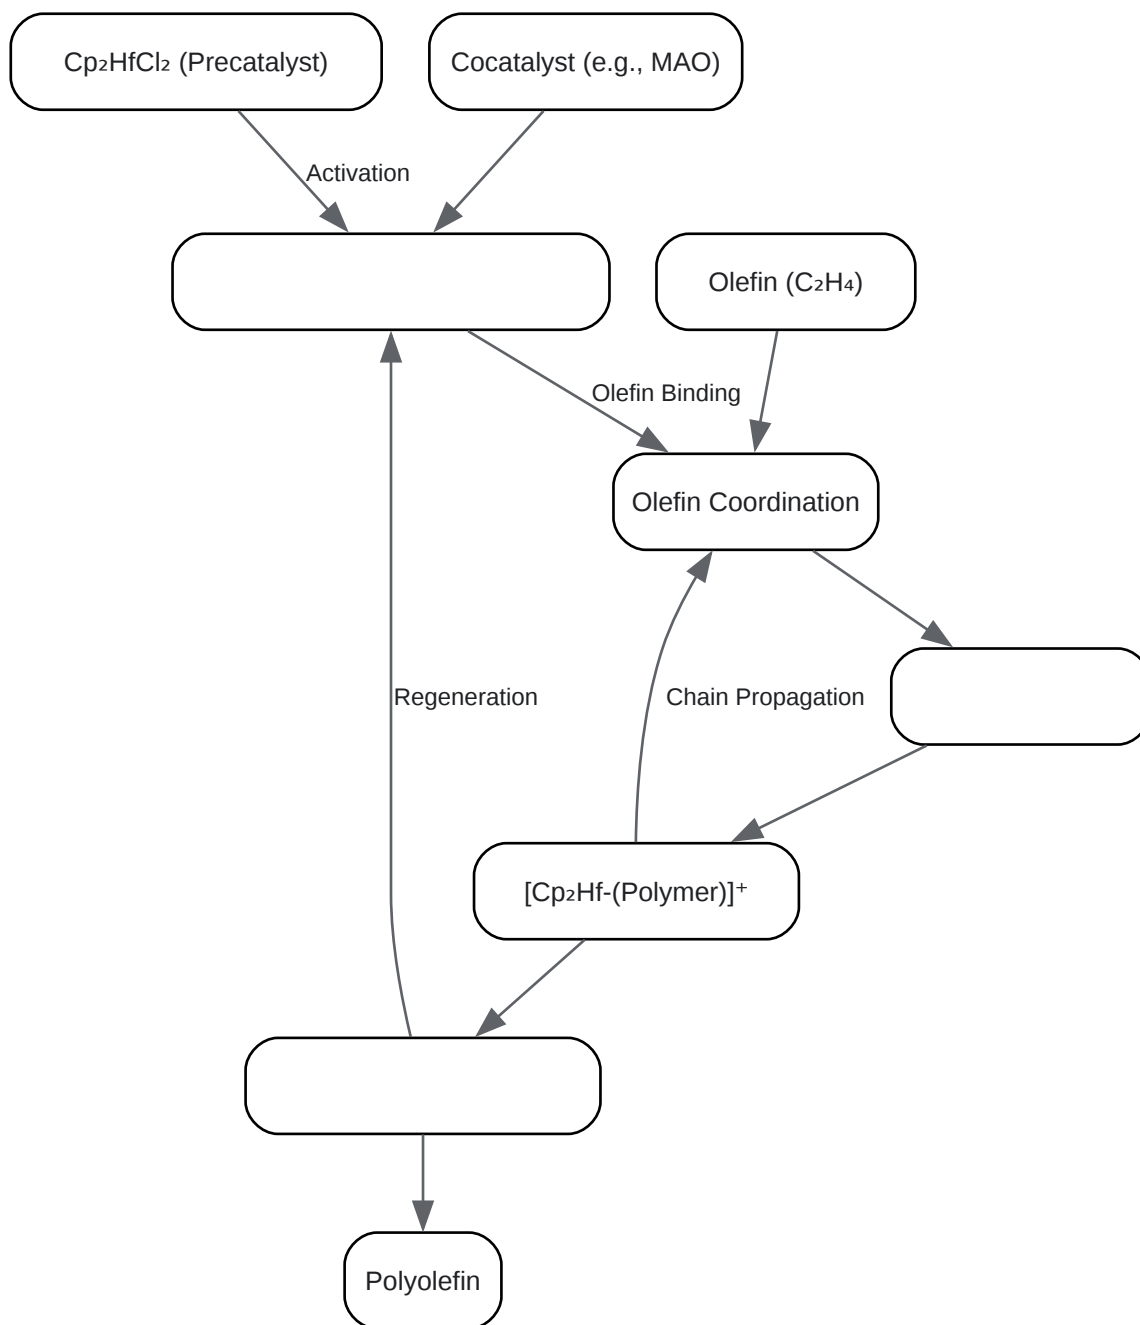 Cp₂HfCl₂ (Precatalyst)
Cocatalyst (e.g., MAO)
Activation
Olefin (C₂H₄)
Olefin Binding
Olefin Coordination
Regeneration
Chain Propagation
[Cp₂Hf-(Polymer)]⁺
Polyolefin